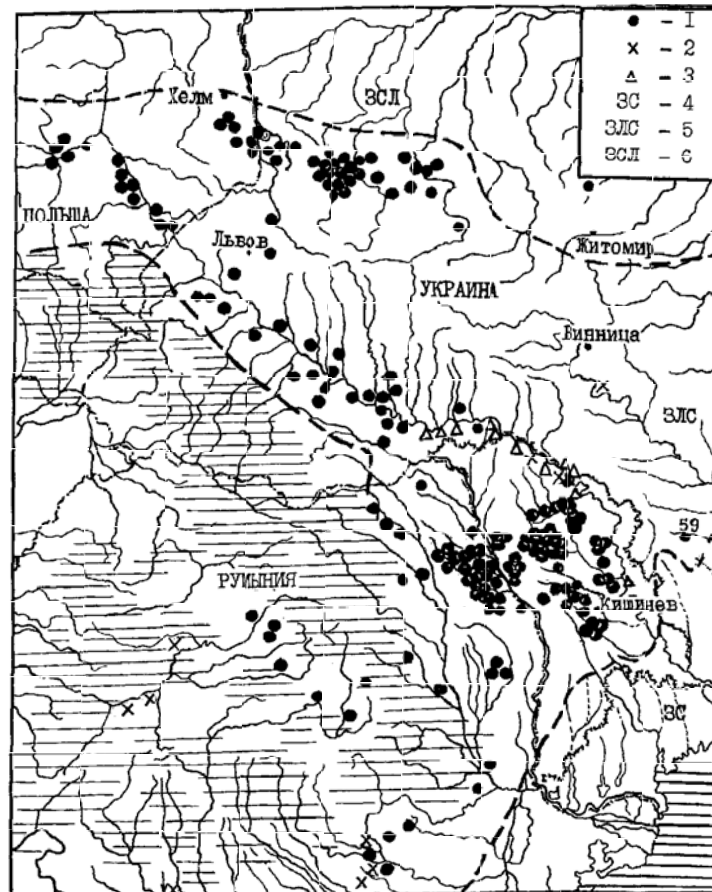 ● - I
× - 2
△ - 3
ЗС - 4
ЗЛС - 5
ЗСЛ - 6
Хелм
ЗСЛ
ПОЛЬША
Львов
Житомир
УКРАИНА
Винница
ЗЛС
59
РУМЫНИЯ
Кишинев
ЗС